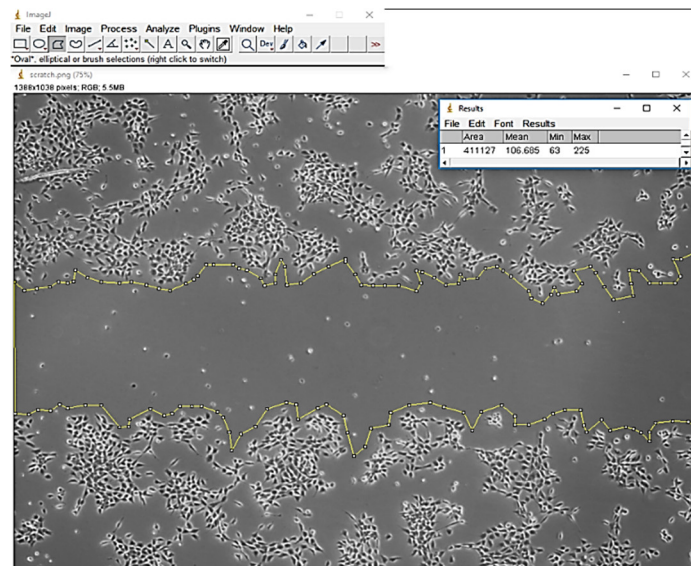 ImageJ
File Edit Image Process Analyze Plugins Window Help
Dev
>>
*Oval*, elliptical or brush selections (right click to switch)
scratch.png (75%)
1388x1038 pixels; RGB; 5.5MB
Results
File Edit Font Results
Area Mean Min Max
1 411127 106.685 63 225